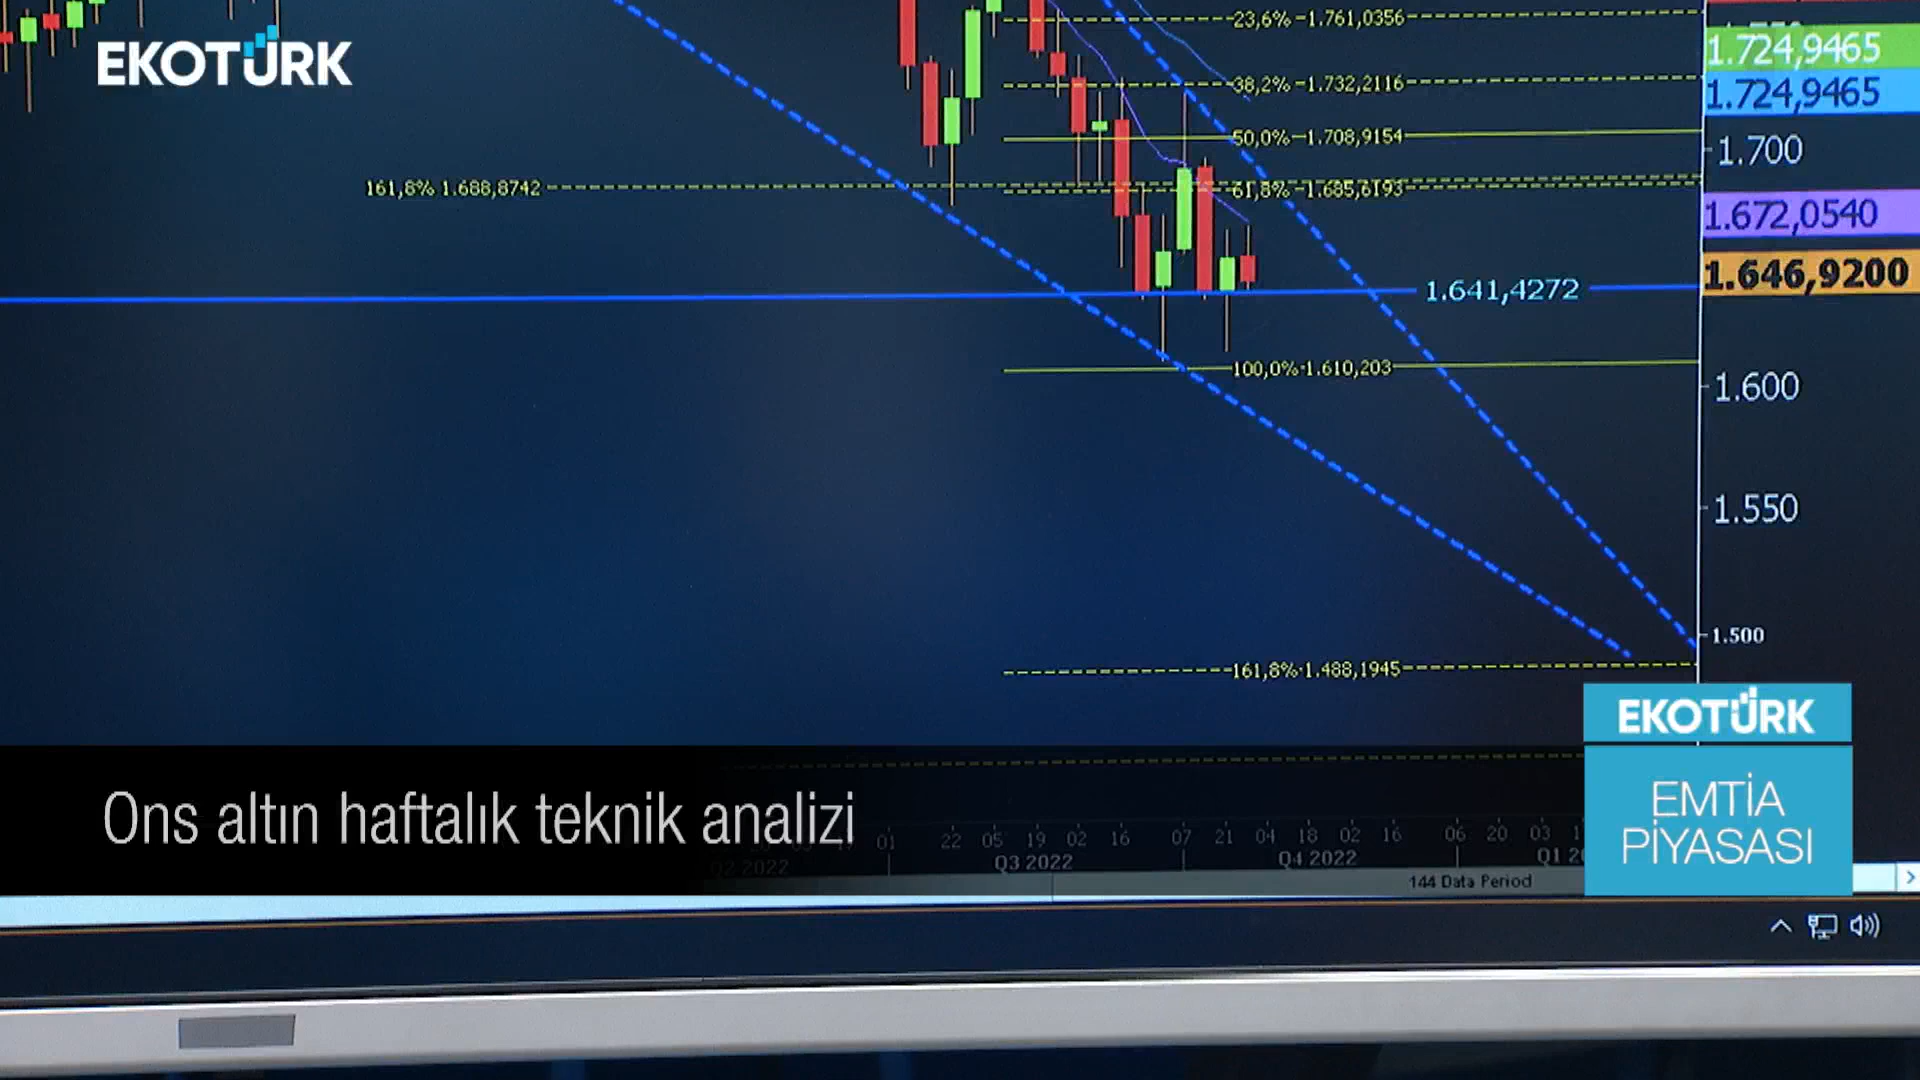 EKOTÜRK
23,6% 1.761,0356
1.724,9465
38,2% 1.732,2116
1.724,9465
50,0% 1.708,9154
1.700
161,8% 1.688,8742
61,8% 1.685,6193
1.672,0540
1.641,4272
1.646,9200
100,0% 1.610,203
1.600
1.550
1.500
161,8% 1.488,1945
EKOTÜRK
EMTİA
PİYASASI
Ons altın haftalık teknik analizi
01 22 05 19 02 16 07 21 04 18 02 16 06 20 03
Q2 2022 Q3 2022 Q4 2022 Q1
144 Data Period